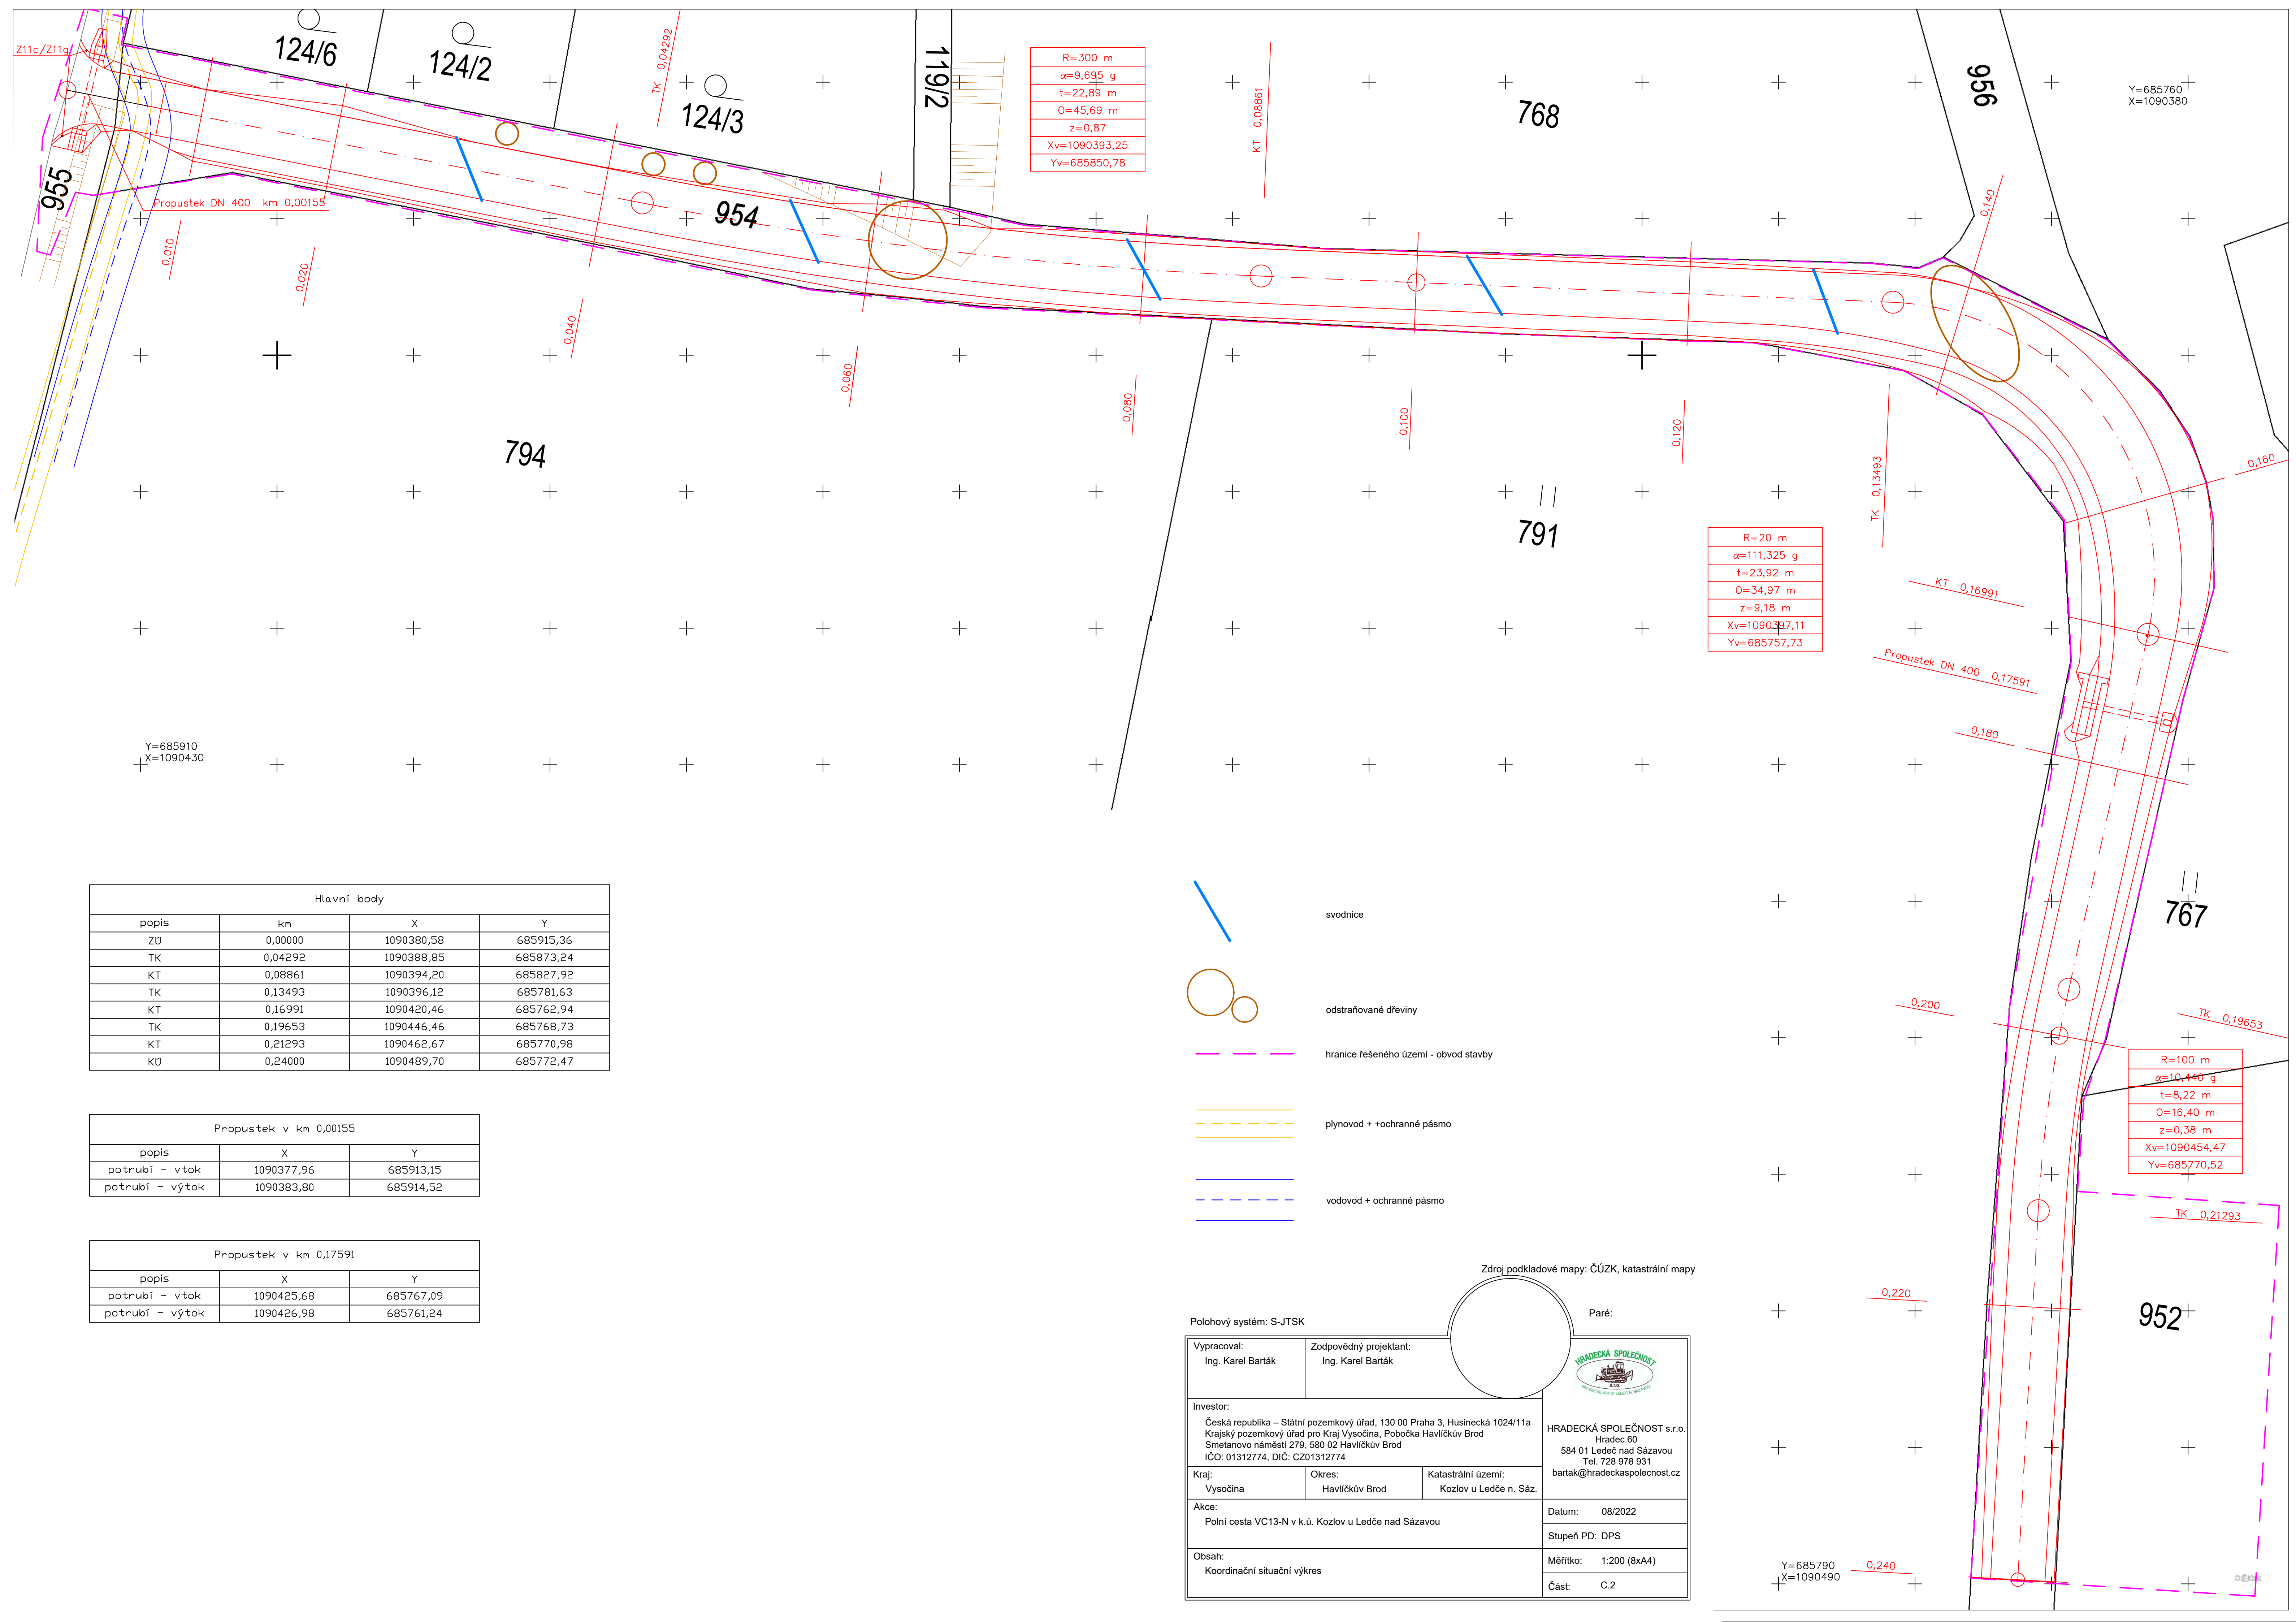 Z11c/Z11g
124/6
124/2
124/3
119/2
TK 0,04292
R=300 m
α=9,695 g
t=22,89 m
O=45,69 m
z=0,87
Xv=1090393,25
Yv=685850,78
KT 0,08861
768
956
Y=685760
X=1090380
955
Propustek DN 400 km 0,00155
954
0,140
0,010
0,020
0,040
0,060
0,080
0,100
0,120
TK 0,13493
0,160
794
791
R=20 m
α=111,325 g
t=23,92 m
O=34,97 m
z=9,18 m
Xv=1090397,11
Yv=685757,73
KT 0,16991
Propustek DN 400 0,17591
0,180
Y=685910
X=1090430
767
0,200
TK 0,19653
R=100 m
α=10,440 g
t=8,22 m
O=16,40 m
z=0,38 m
Xv=1090454,47
Yv=685770,52
TK 0,21293
0,220
952
0,240
Y=685790
X=1090490
Hlavní body
popis km X Y
ZÚ 0,00000 1090380,58 685915,36
TK 0,04292 1090388,85 685873,24
KT 0,08861 1090394,20 685827,92
TK 0,13493 1090396,12 685781,63
KT 0,16991 1090420,46 685762,94
TK 0,19653 1090446,46 685768,73
KT 0,21293 1090462,67 685770,98
KÚ 0,24000 1090489,70 685772,47
Propustek v km 0,00155
popis X Y
potrubí - vtok 1090377,96 685913,15
potrubí - výtok 1090383,80 685914,52
Propustek v km 0,17591
popis X Y
potrubí - vtok 1090425,68 685767,09
potrubí - výtok 1090426,98 685761,24
svodnice
odstraňované dřeviny
hranice řešeného území - obvod stavby
plynovod + +ochranné pásmo
vodovod + ochranné pásmo
Zdroj podkladové mapy: ČÚZK, katastrální mapy
Polohový systém: S-JTSK
Paré:
Vypracoval:
Ing. Karel Barták
Zodpovědný projektant:
Ing. Karel Barták
HRADECKÁ SPOLEČNOST
s.r.o.
Investor:
Česká republika – Státní pozemkový úřad, 130 00 Praha 3, Husinecká 1024/11a
Krajský pozemkový úřad pro Kraj Vysočina, Pobočka Havlíčkův Brod
Smetanovo náměstí 279, 580 02 Havlíčkův Brod
IČO: 01312774, DIČ: CZ01312774
HRADECKÁ SPOLEČNOST s.r.o.
Hradec 60
584 01 Ledeč nad Sázavou
Tel. 728 978 931
bartak@hradeckaspolecnost.cz
Kraj:
Vysočina
Okres:
Havlíčkův Brod
Katastrální území:
Kozlov u Ledče n. Sáz.
Akce:
Polní cesta VC13-N v k.ú. Kozlov u Ledče nad Sázavou
Datum: 08/2022
Stupeň PD: DPS
Obsah:
Koordinační situační výkres
Měřítko: 1:200 (8xA4)
Část: C.2